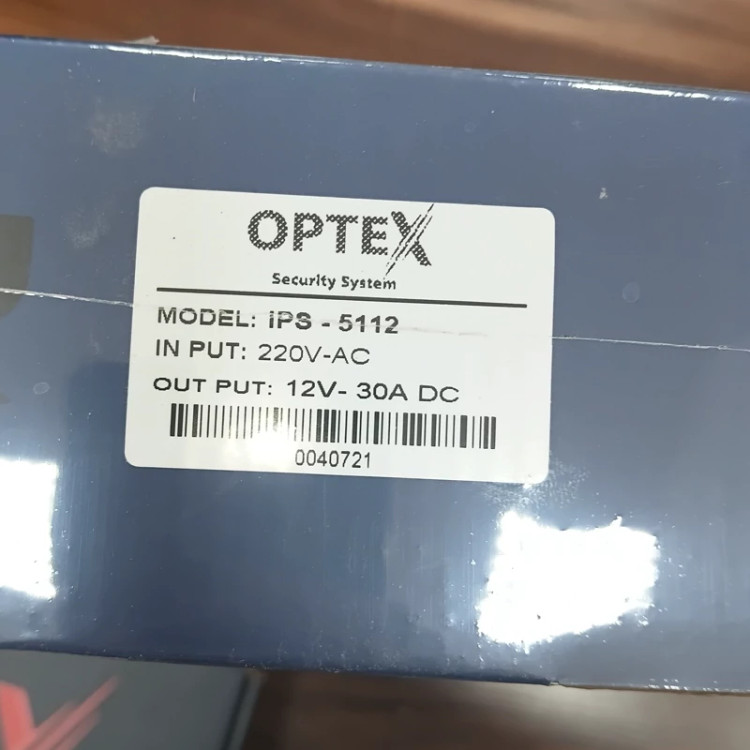 OPTEX
Security System
MODEL: iPS - 5112
IN PUT: 220V-AC
OUT PUT: 12V- 30A DC
0040721